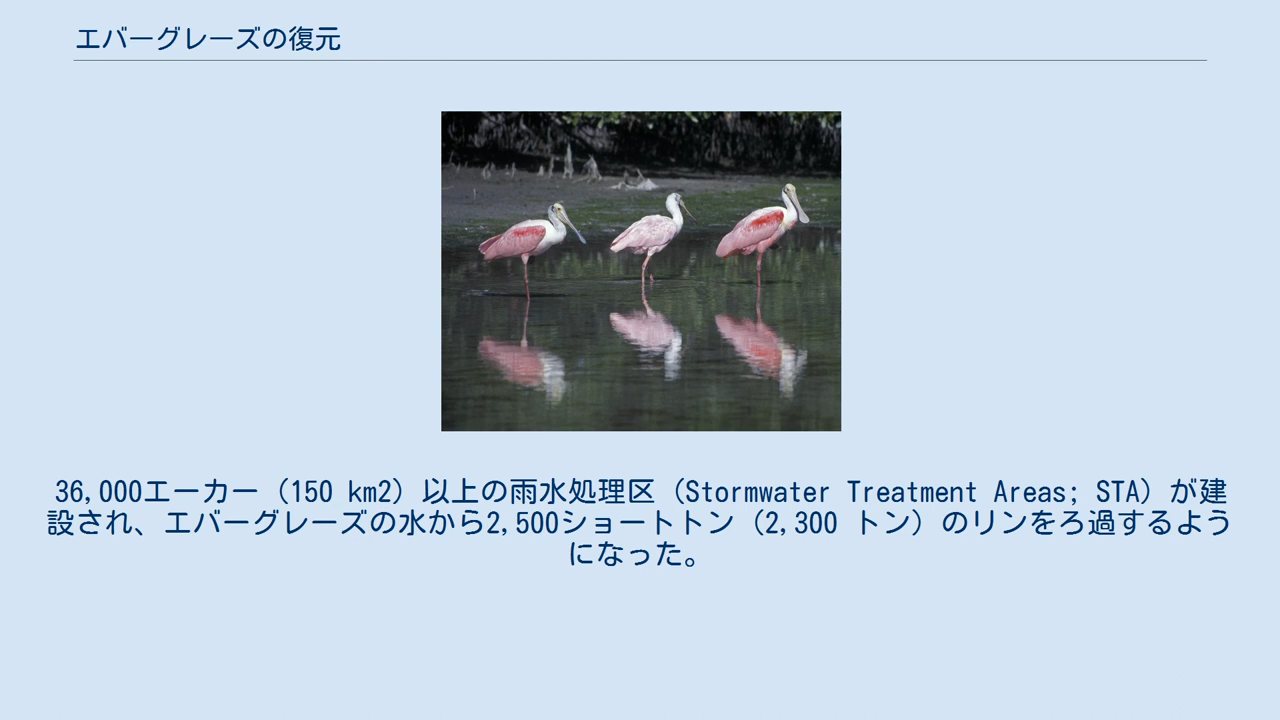 エバーグレーズの復元
36,000エーカー（150 km2）以上の雨水処理区（Stormwater Treatment Areas; STA）が建
設され、エバーグレーズの水から2,500ショートトン（2,300 トン）のリンをろ過するよう
になった。